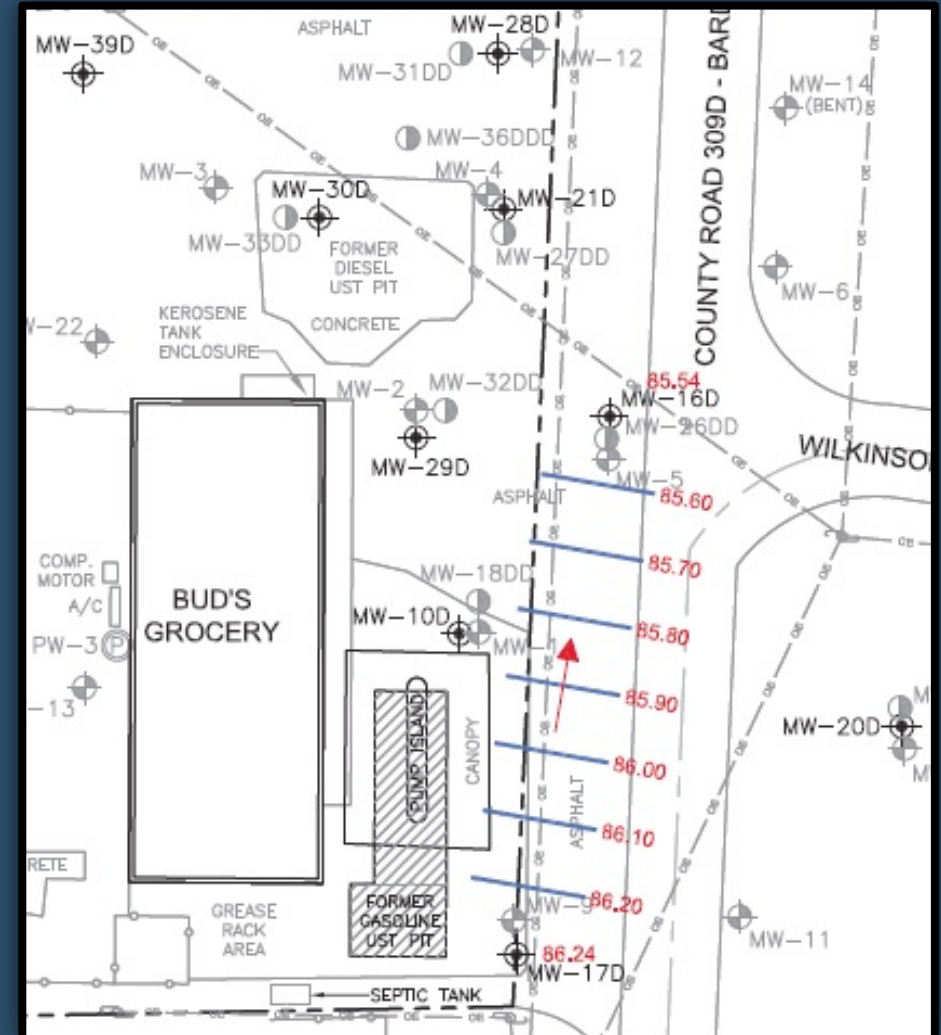 ASPHALT
MW-28D
MW-39D
MW-31DD
MW-12
COUNTY ROAD 309D - BARD
MW-14
(BENT)
MW-36DDD
MW-3
MW-4
MW-30D
MW-21D
MW-33DD
FORMER
DIESEL
UST PIT
MW-27DD
MW-6
KEROSENE
TANK
ENCLOSURE
CONCRETE
W-22
85.54
MW-2
MW-32DD
MW-16D
MW-26DD
MW-29D
MW-5
WILKINSO
ASPHALT
85.60
85.70
COMP.
MOTOR
A/C
BUD'S
GROCERY
MW-18DD
MW-10D
MW-1
85.80
PW-3
P
-13
85.90
PUMP ISLAND
CANOPY
MW-20D
86.00
ASPHALT
86.10
RETE
86.20
GREASE
RACK
AREA
FORMER
GASOLINE
UST PIT
MW-9
86.24
MW-17D
MW-11
SEPTIC TANK